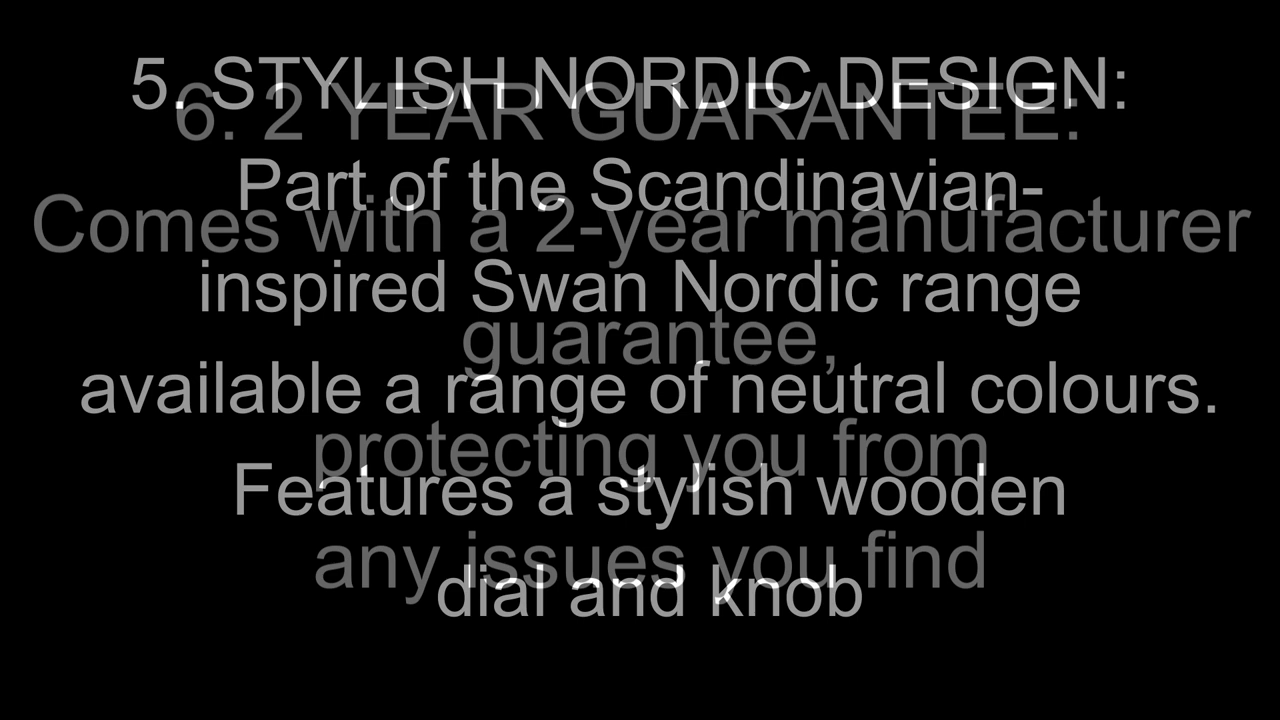 5. STYLISH NORDIC DESIGN:
Part of the Scandinavian-
inspired Swan Nordic range
available a range of neutral colours.
Features a stylish wooden
dial and knob
6. 2 YEAR GUARANTEE:
Comes with a 2-year manufacturer
guarantee,
protecting you from
any issues you find